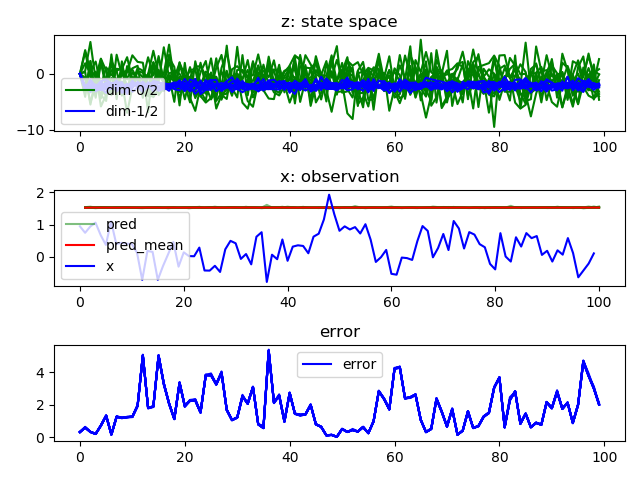 z: state space
0
−10
dim-0/2
dim-1/2
0 20 40 60 80 100
x: observation
2
1
0
pred
pred_mean
x
0 20 40 60 80 100
error
4
2
0
error
0 20 40 60 80 100